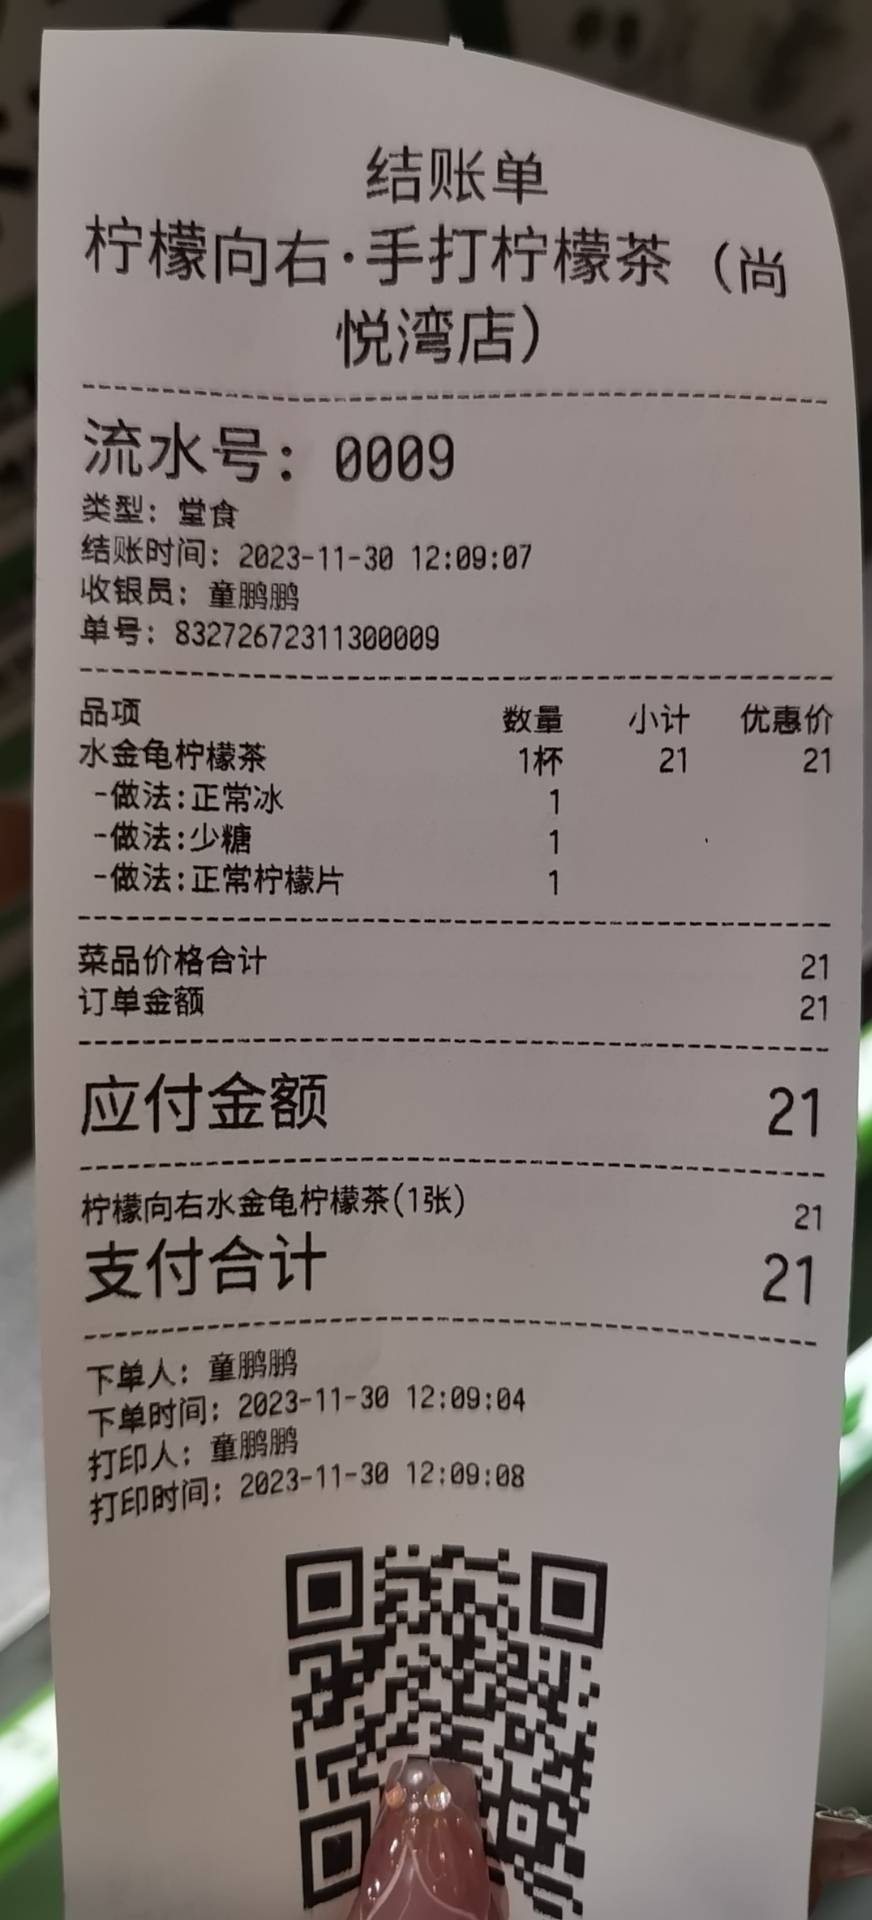 结账单
柠檬向右·手打柠檬茶（尚
悦湾店）
流水号：0009
类型：堂食
结账时间：2023-11-30 12:09:07
收银员：童鹏鹏
单号：83272672311300009
品项 数量 小计 优惠价
水金龟柠檬茶 1杯 21 21
-做法:正常冰 1
-做法:少糖 1
-做法:正常柠檬片 1
菜品价格合计 21
订单金额 21
应付金额 21
柠檬向右水金龟柠檬茶(1张) 21
支付合计 21
下单人：童鹏鹏
下单时间：2023-11-30 12:09:04
打印人：童鹏鹏
打印时间：2023-11-30 12:09:08